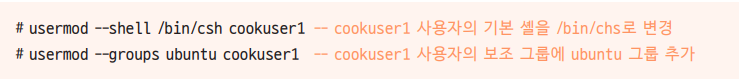 # usermod --shell /bin/csh cookuser1 -- cookuser1 사용자의 기본 셸을 /bin/chs로 변경
# usermod --groups ubuntu cookuser1 -- cookuser1 사용자의 보조 그룹에 ubuntu 그룹 추가